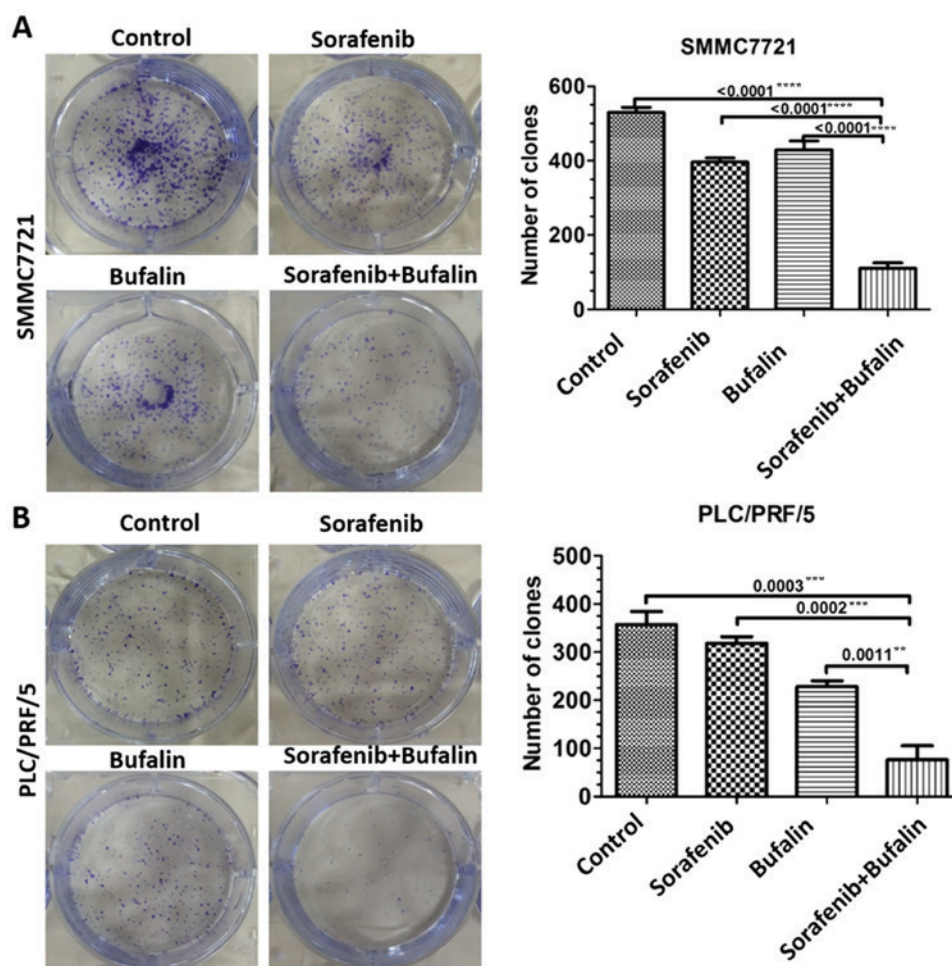 A
Control
Sorafenib
SMMC7721
Bufalin
Sorafenib+Bufalin
SMMC7721
Number of clones
600
400
200
0
<0.0001****
<0.0001****
<0.0001****
Control
Sorafenib
Bufalin
Sorafenib+Bufalin
B
Control
Sorafenib
PLC/PRF/5
Bufalin
Sorafenib+Bufalin
PLC/PRF/5
Number of clones
500
400
300
200
100
0
0.0003***
0.0002***
0.0011**
Control
Sorafenib
Bufalin
Sorafenib+Bufalin